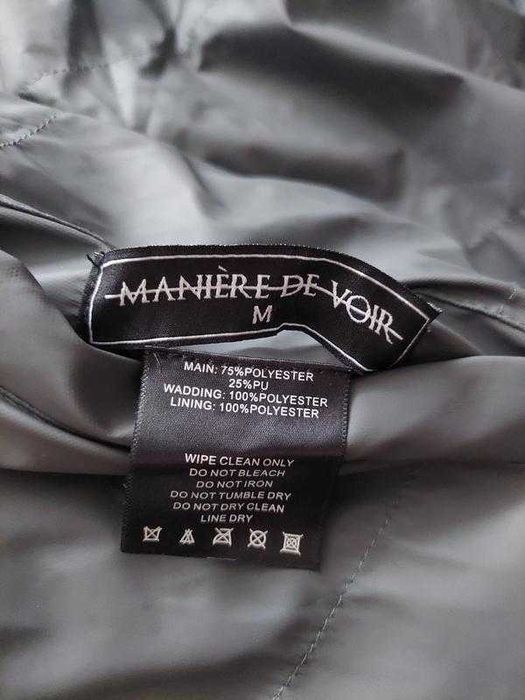 MANIÈRE DE VOIR
M
MAIN: 75%POLYESTER
25%PU
WADDING: 100%POLYESTER
LINING: 100%POLYESTER
WIPE CLEAN ONLY
DO NOT BLEACH
DO NOT IRON
DO NOT TUMBLE DRY
DO NOT DRY CLEAN
LINE DRY